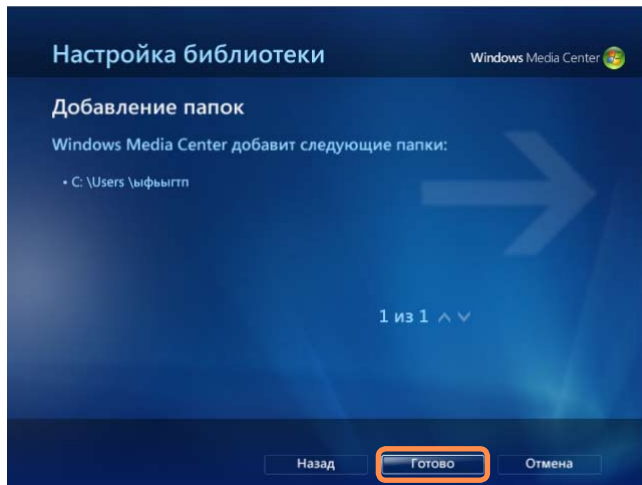 Настройка библиотеки
Windows Media Center
Добавление папок
Windows Media Center добавит следующие папки:
• C: \Users \ыфьыгтп
1 из 1
Назад Готово Отмена